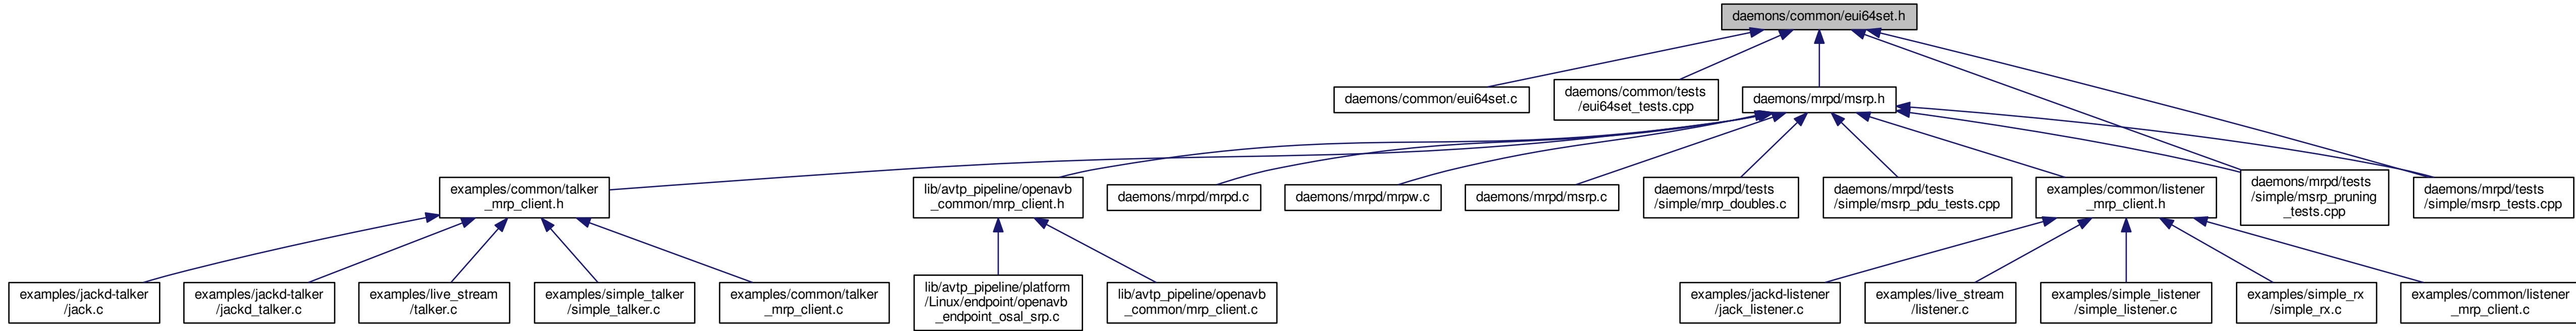 daemons/common/eui64set.h
daemons/common/eui64set.c
daemons/common/tests
/eui64set_tests.cpp
daemons/mrpd/msrp.h
examples/common/talker
_mrp_client.h
lib/avtp_pipeline/openavb
_common/mrp_client.h
daemons/mrpd/mrpd.c
daemons/mrpd/mrpw.c
daemons/mrpd/msrp.c
daemons/mrpd/tests
/simple/mrp_doubles.c
daemons/mrpd/tests
/simple/msrp_pdu_tests.cpp
examples/common/listener
_mrp_client.h
daemons/mrpd/tests
/simple/msrp_pruning
_tests.cpp
daemons/mrpd/tests
/simple/msrp_tests.cpp
examples/jackd-talker
/jack.c
examples/jackd-talker
/jackd_talker.c
examples/live_stream
/talker.c
examples/simple_talker
/simple_talker.c
examples/common/talker
_mrp_client.c
lib/avtp_pipeline/platform
/Linux/endpoint/openavb
_endpoint_osal_srp.c
lib/avtp_pipeline/openavb
_common/mrp_client.c
examples/jackd-listener
/jack_listener.c
examples/live_stream
/listener.c
examples/simple_listener
/simple_listener.c
examples/simple_rx
/simple_rx.c
examples/common/listener
_mrp_client.c